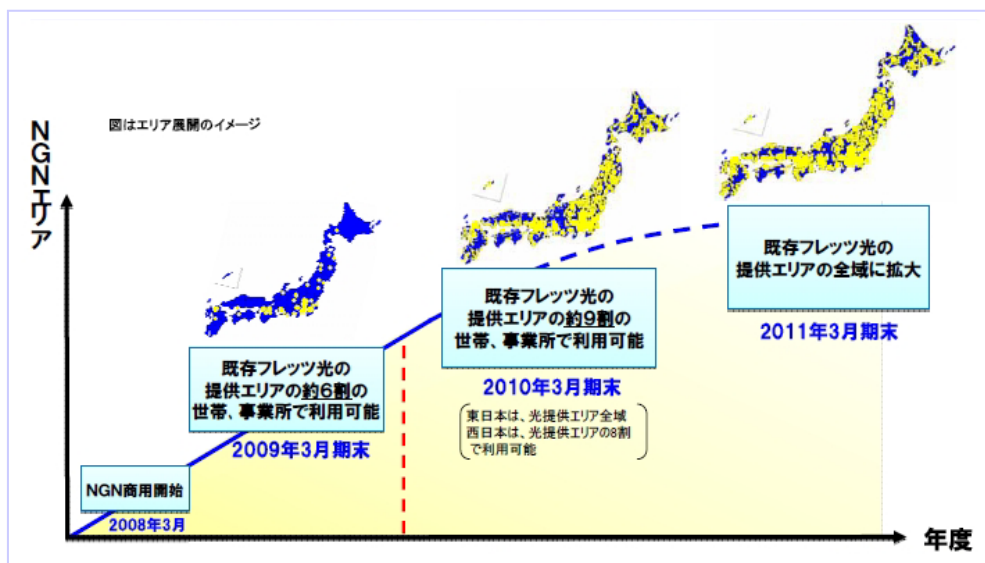 図はエリア展開のイメージ
NGNエリア
既存フレッツ光の
提供エリアの全域に拡大
2011年3月期末
既存フレッツ光の
提供エリアの約9割の
世帯、事業所で利用可能
2010年3月期末
東日本は、光提供エリア全域
西日本は、光提供エリアの8割
で利用可能
既存フレッツ光の
提供エリアの約6割の
世帯、事業所で利用可能
2009年3月期末
NGN商用開始
2008年3月
年度